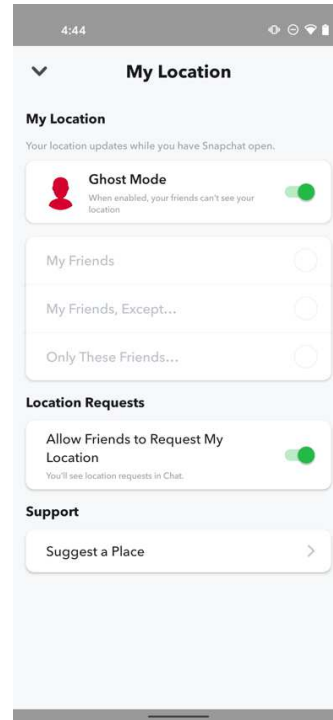 4:44
My Location
My Location
Your location updates while you have Snapchat open.
Ghost Mode
When enabled, your friends can't see your
location
My Friends
My Friends, Except...
Only These Friends...
Location Requests
Allow Friends to Request My
Location
You'll see location requests in Chat.
Support
Suggest a Place